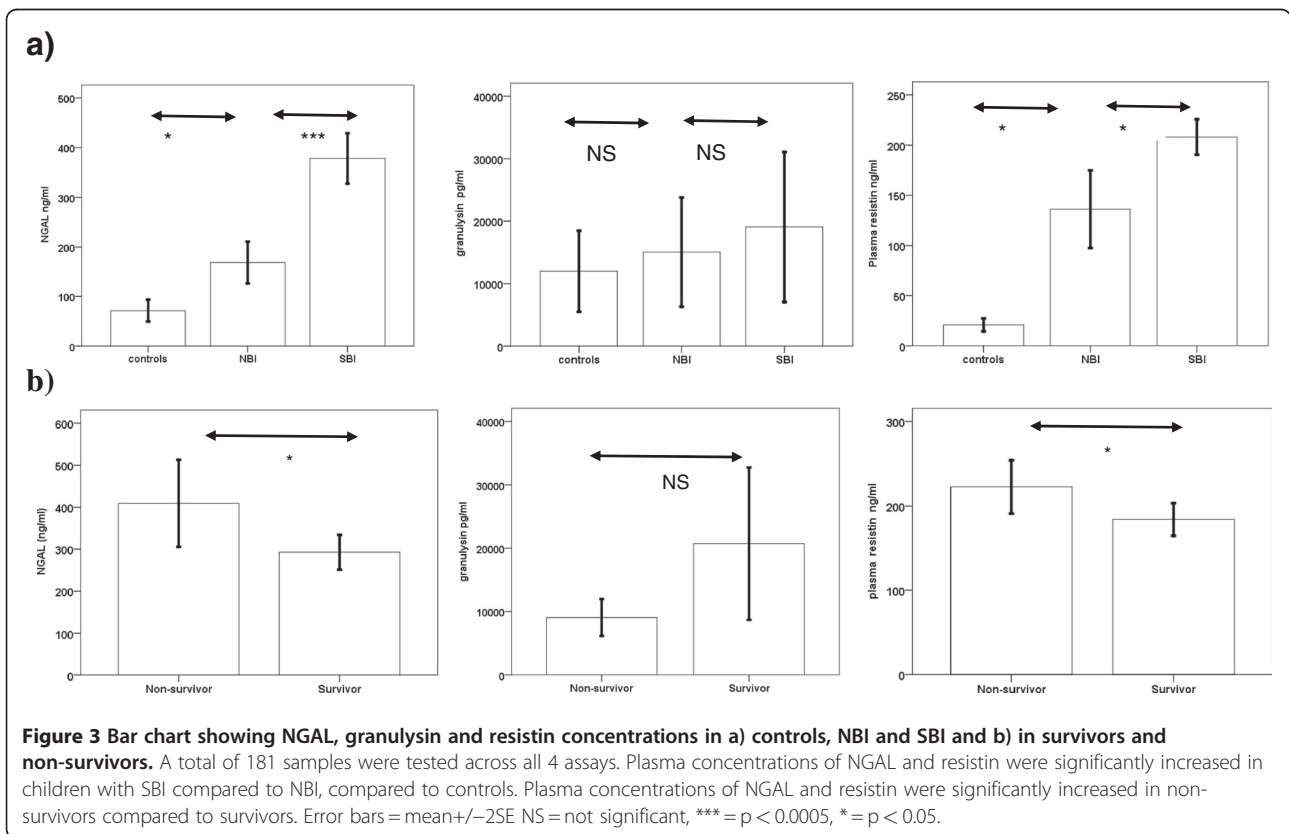 a)
500
400
300
200
100
0
NGAL ng/ml
*
***
controls NBI SBI
40000
30000
20000
10000
0
granulysin pg/ml
NS
NS
controls NBI SBI
250
200
150
100
50
0
Plasma resistin ng/ml
*
*
controls NBI SBI
b)
600
500
400
300
200
100
0
NGAL (ng/ml)
*
Non-survivor Survivor
40000
30000
20000
10000
0
granulysin pg/ml
NS
Non-survivor Survivor
300
200
100
0
plasma resistin ng/ml
*
Non-survivor Survivor
Figure 3 Bar chart showing NGAL, granulysin and resistin concentrations in a) controls, NBI and SBI and b) in survivors and
non-survivors. A total of 181 samples were tested across all 4 assays. Plasma concentrations of NGAL and resistin were significantly increased in
children with SBI compared to NBI, compared to controls. Plasma concentrations of NGAL and resistin were significantly increased in non-
survivors compared to survivors. Error bars = mean+/−2SE NS = not significant, *** = p < 0.0005, * = p < 0.05.